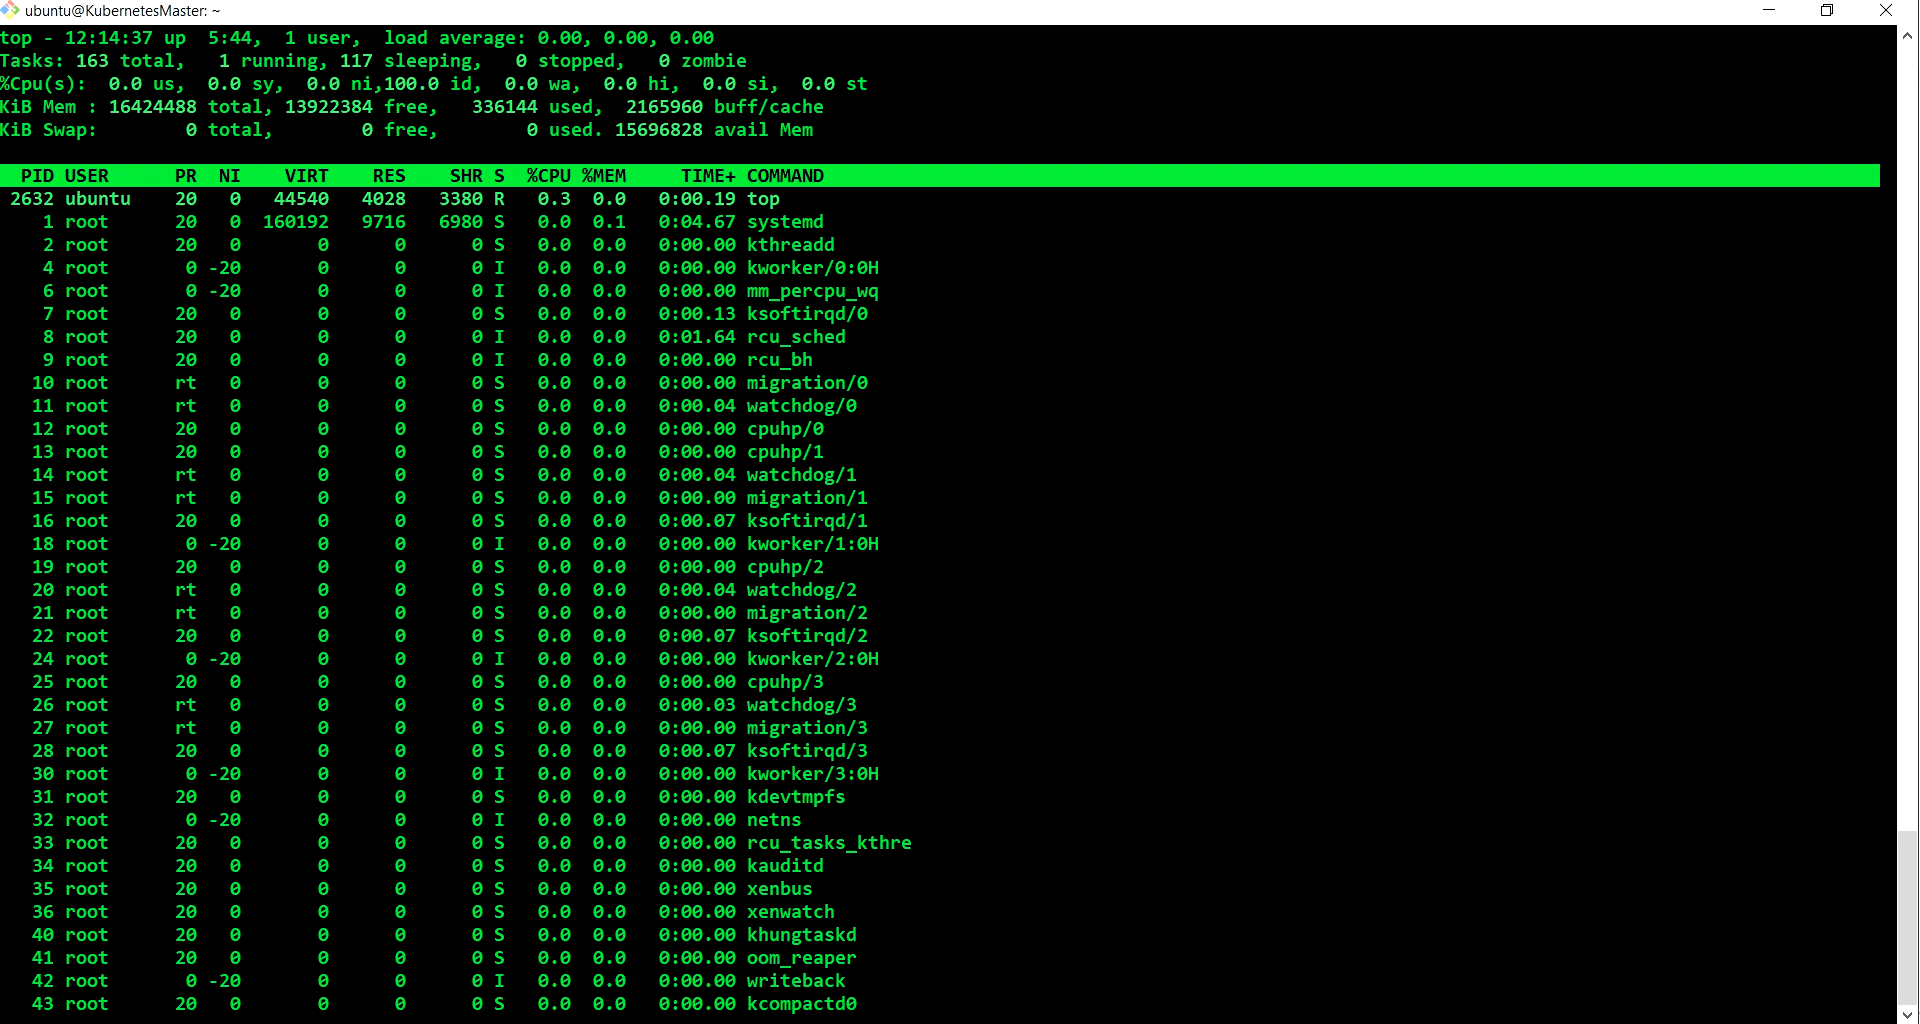 ubuntu@KubernetesMaster: ~
top - 12:14:37 up  5:44,  1 user,  load average: 0.00, 0.00, 0.00
Tasks: 163 total,   1 running, 117 sleeping,   0 stopped,   0 zombie
%Cpu(s):  0.0 us,  0.0 sy,  0.0 ni,100.0 id,  0.0 wa,  0.0 hi,  0.0 si,  0.0 st
KiB Mem : 16424488 total, 13922384 free,   336144 used,  2165960 buff/cache
KiB Swap:        0 total,        0 free,        0 used. 15696828 avail Mem
PID USER      PR  NI    VIRT    RES    SHR S  %CPU %MEM     TIME+ COMMAND
2632 ubuntu    20   0   44540   4028   3380 R   0.3  0.0   0:00.19 top
1 root      20   0  160192   9716   6980 S   0.0  0.1   0:04.67 systemd
2 root      20   0       0      0      0 S   0.0  0.0   0:00.00 kthreadd
4 root       0 -20       0      0      0 I   0.0  0.0   0:00.00 kworker/0:0H
6 root       0 -20       0      0      0 I   0.0  0.0   0:00.00 mm_percpu_wq
7 root      20   0       0      0      0 S   0.0  0.0   0:00.13 ksoftirqd/0
8 root      20   0       0      0      0 I   0.0  0.0   0:01.64 rcu_sched
9 root      20   0       0      0      0 I   0.0  0.0   0:00.00 rcu_bh
10 root      rt   0       0      0      0 S   0.0  0.0   0:00.00 migration/0
11 root      rt   0       0      0      0 S   0.0  0.0   0:00.04 watchdog/0
12 root      20   0       0      0      0 S   0.0  0.0   0:00.00 cpuhp/0
13 root      20   0       0      0      0 S   0.0  0.0   0:00.00 cpuhp/1
14 root      rt   0       0      0      0 S   0.0  0.0   0:00.04 watchdog/1
15 root      rt   0       0      0      0 S   0.0  0.0   0:00.00 migration/1
16 root      20   0       0      0      0 S   0.0  0.0   0:00.07 ksoftirqd/1
18 root       0 -20       0      0      0 I   0.0  0.0   0:00.00 kworker/1:0H
19 root      20   0       0      0      0 S   0.0  0.0   0:00.00 cpuhp/2
20 root      rt   0       0      0      0 S   0.0  0.0   0:00.04 watchdog/2
21 root      rt   0       0      0      0 S   0.0  0.0   0:00.00 migration/2
22 root      20   0       0      0      0 S   0.0  0.0   0:00.07 ksoftirqd/2
24 root       0 -20       0      0      0 I   0.0  0.0   0:00.00 kworker/2:0H
25 root      20   0       0      0      0 S   0.0  0.0   0:00.00 cpuhp/3
26 root      rt   0       0      0      0 S   0.0  0.0   0:00.03 watchdog/3
27 root      rt   0       0      0      0 S   0.0  0.0   0:00.00 migration/3
28 root      20   0       0      0      0 S   0.0  0.0   0:00.07 ksoftirqd/3
30 root       0 -20       0      0      0 I   0.0  0.0   0:00.00 kworker/3:0H
31 root      20   0       0      0      0 S   0.0  0.0   0:00.00 kdevtmpfs
32 root       0 -20       0      0      0 I   0.0  0.0   0:00.00 netns
33 root      20   0       0      0      0 S   0.0  0.0   0:00.00 rcu_tasks_kthre
34 root      20   0       0      0      0 S   0.0  0.0   0:00.00 kauditd
35 root      20   0       0      0      0 S   0.0  0.0   0:00.00 xenbus
36 root      20   0       0      0      0 S   0.0  0.0   0:00.00 xenwatch
40 root      20   0       0      0      0 S   0.0  0.0   0:00.00 khungtaskd
41 root      20   0       0      0      0 S   0.0  0.0   0:00.00 oom_reaper
42 root       0 -20       0      0      0 I   0.0  0.0   0:00.00 writeback
43 root      20   0       0      0      0 S   0.0  0.0   0:00.00 kcompactd0